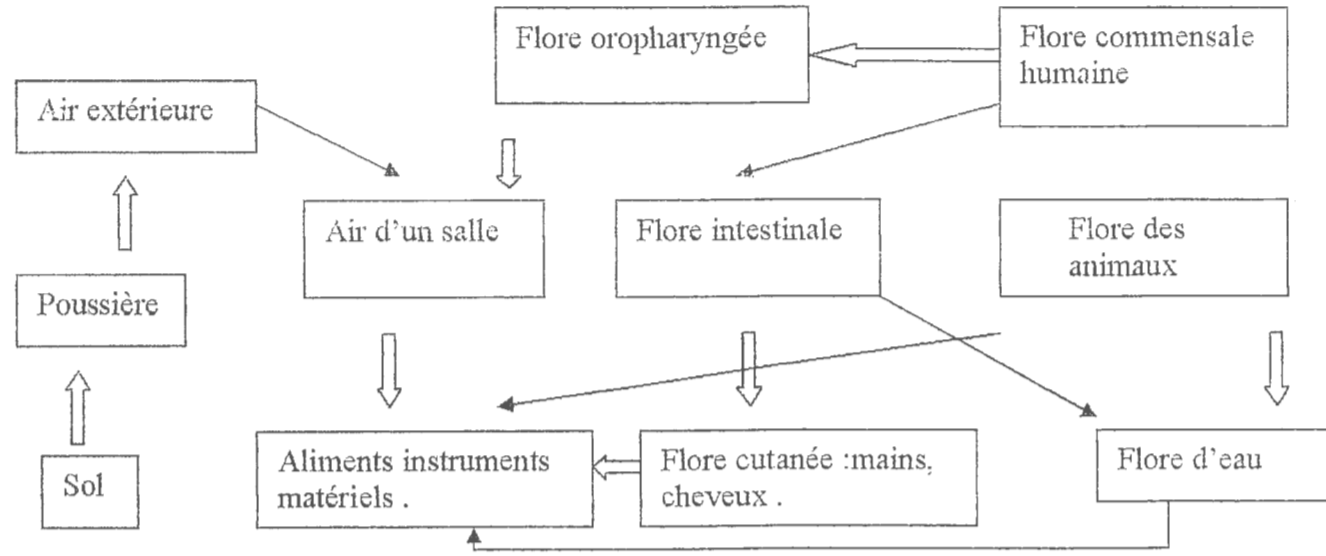 Flore oropharyngée
Flore commensale
humaine
Air extérieure
Air d'un salle
Flore intestinale
Flore des
animaux
Poussière
Sol
Aliments instruments
matériels .
Flore cutanée :mains,
cheveux .
Flore d'eau